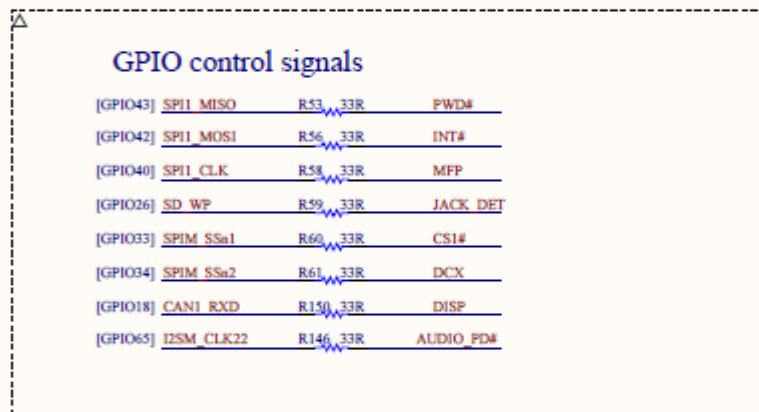 GPIO control signals
[GPIO43] SPI1_MISO R53 33R PWD#
[GPIO42] SPI1_MOSI R56 33R INT#
[GPIO40] SPI1_CLK R58 33R MFP
[GPIO26] SD_WP R59 33R JACK_DET
[GPIO33] SPIM_SSn1 R60 33R CS1#
[GPIO34] SPIM_SSn2 R61 33R DCX
[GPIO18] CAN1_RXD R150 33R DISP
[GPIO65] I2SM_CLK22 R146 33R AUDIO_PD#